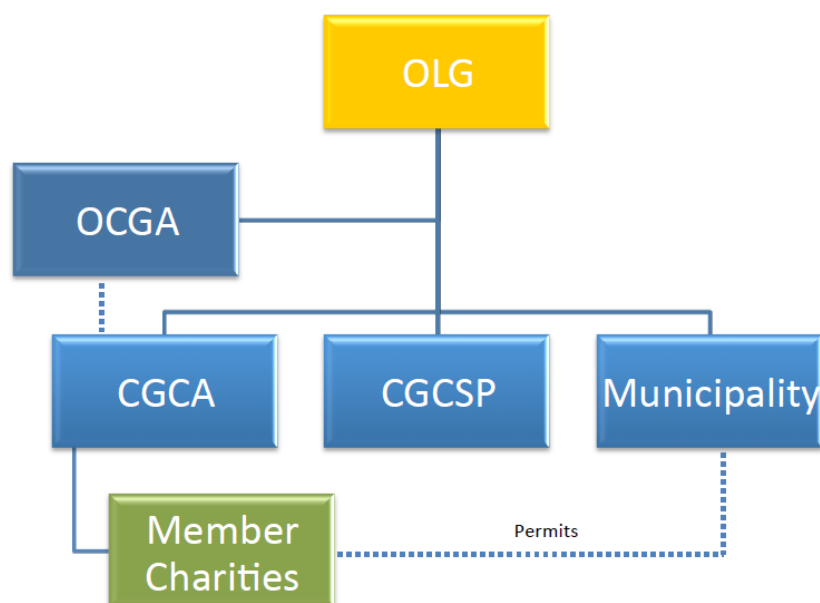 OLG
OCGA
CGCA
CGCSP
Municipality
Member
Charities
Permits